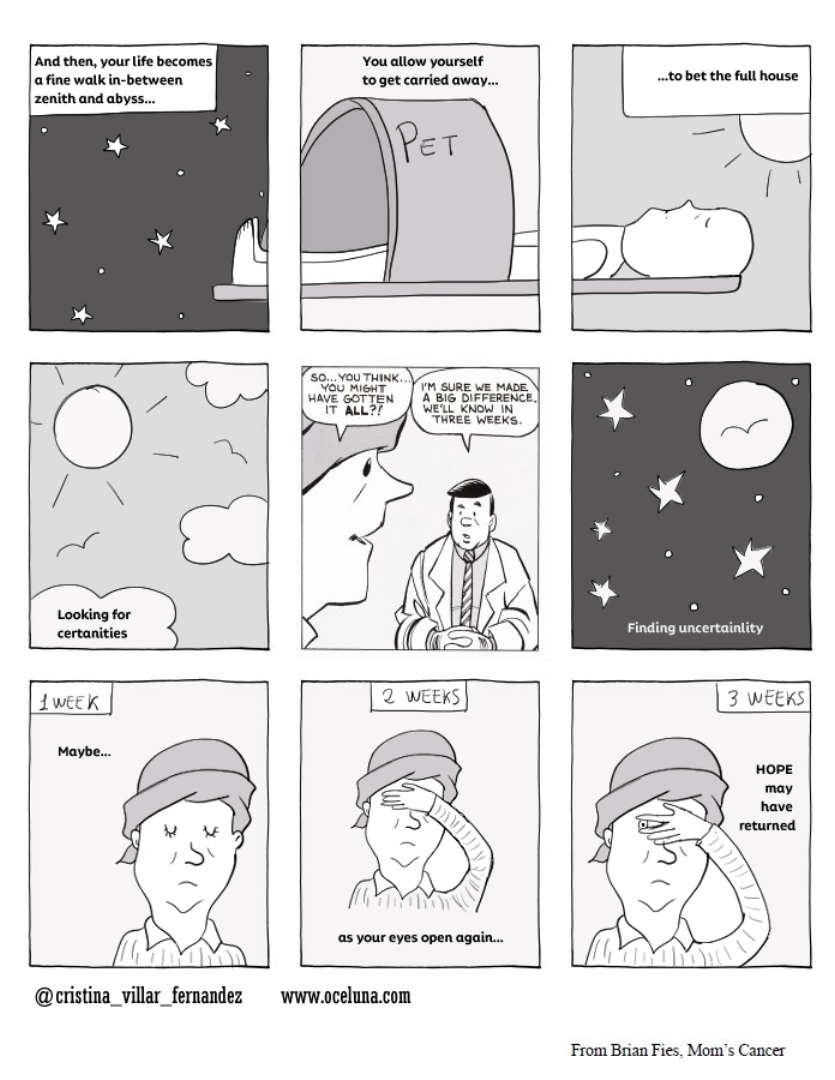 And then, your life becomes
a fine walk in-between
zenith and abyss...
You allow yourself
to get carried away...
PET
...to bet the full house
Looking for
certanities
SO...YOU THINK...
YOU MIGHT
HAVE GOTTEN
IT ALL?!
I'M SURE WE MADE
A BIG DIFFERENCE.
WE'LL KNOW IN
THREE WEEKS.
Finding uncertainlity
1 WEEK
Maybe...
2 WEEKS
as your eyes open again...
3 WEEKS
HOPE
may
have
returned
@cristina_villar_fernandez
www.oceluna.com
From Brian Fies, Mom's Cancer